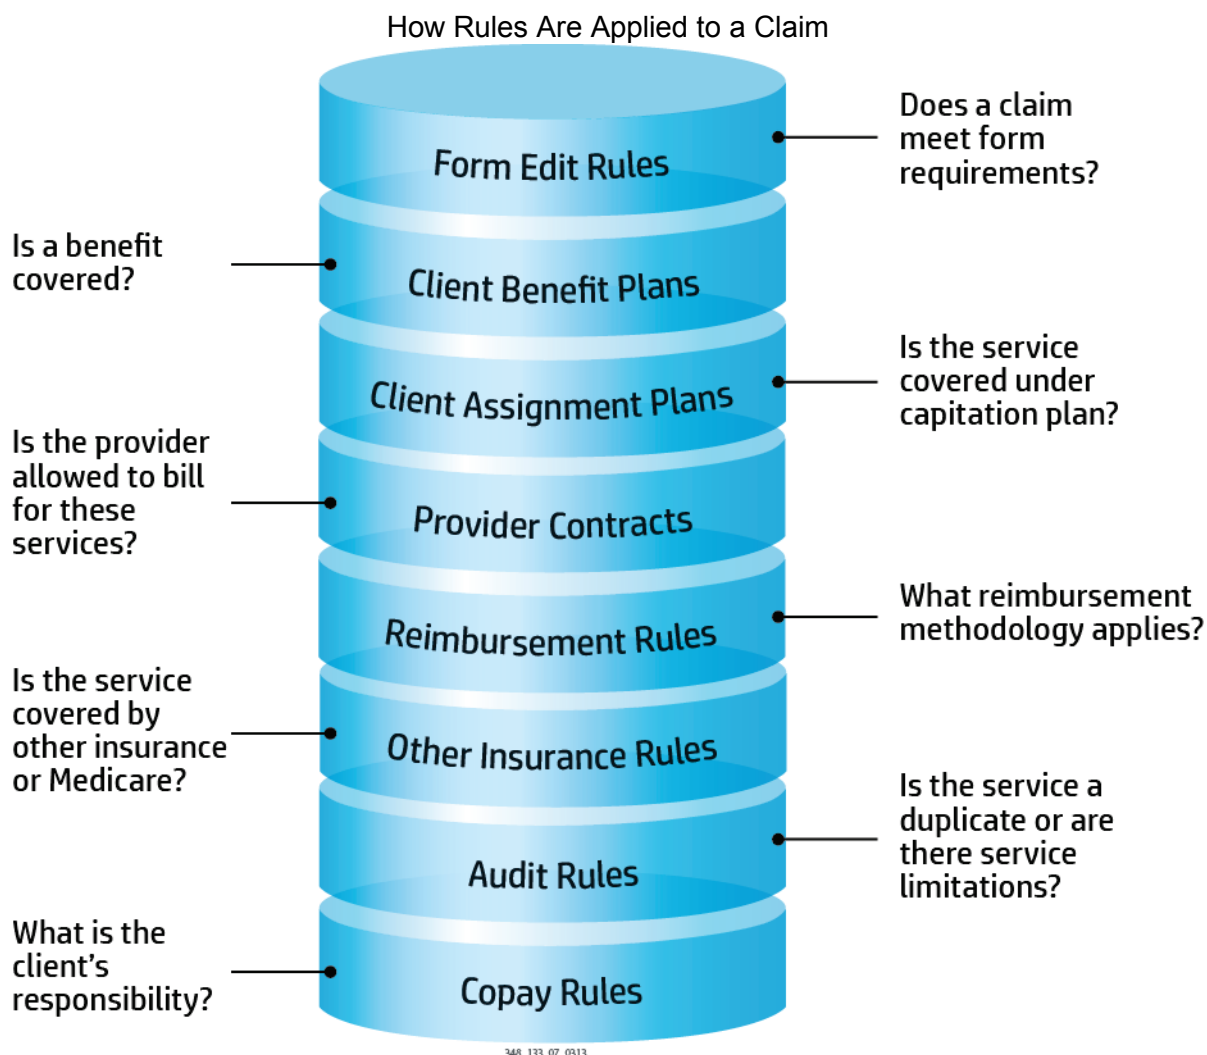 How Rules Are Applied to a Claim
Form Edit Rules
Does a claim
meet form
requirements?
Client Benefit Plans
Is a benefit
covered?
Client Assignment Plans
Is the service
covered under
capitation plan?
Provider Contracts
Is the provider
allowed to bill
for these
services?
Reimbursement Rules
What reimbursement
methodology applies?
Other Insurance Rules
Is the service
covered by
other insurance
or Medicare?
Audit Rules
Is the service a
duplicate or are
there service
limitations?
Copay Rules
What is the
client’s
responsibility?
348_133_07_0313